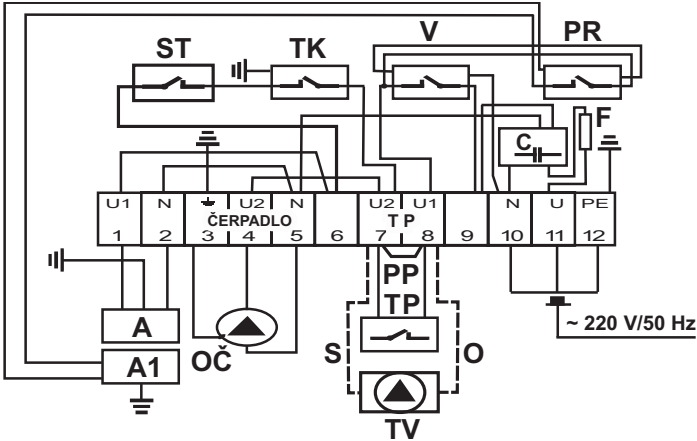 ST TK V PR
C F
U1 N U2 N U2 U1 N U PE
ČERPADLO T P
1 2 3 4 5 6 7 8 9 10 11 12
PP
TP
A
OČ
A1
S O
~ 220 V/50 Hz
TV